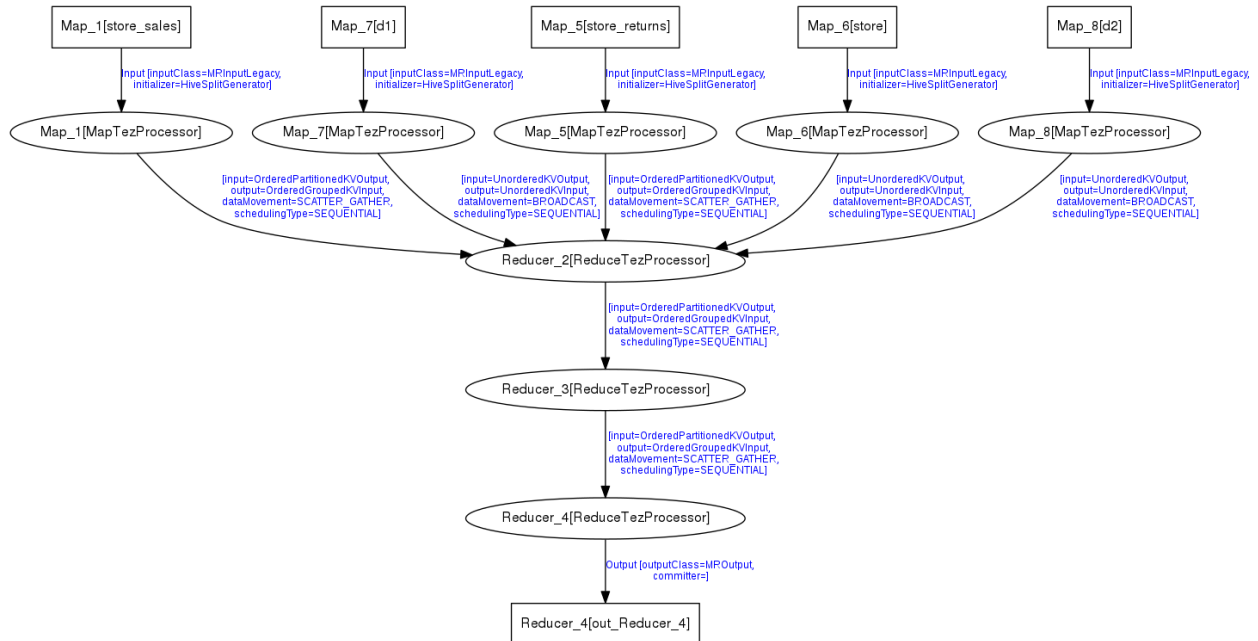 Map_1[store_sales]
Map_7[d1]
Map_5[store_returns]
Map_6[store]
Map_8[d2]
Input [inputClass=MRInputLegacy,
initializer=HiveSplitGenerator]
Input [inputClass=MRInputLegacy,
initializer=HiveSplitGenerator]
Input [inputClass=MRInputLegacy,
initializer=HiveSplitGenerator]
Input [inputClass=MRInputLegacy,
initializer=HiveSplitGenerator]
Input [inputClass=MRInputLegacy,
initializer=HiveSplitGenerator]
Map_1[MapTezProcessor]
Map_7[MapTezProcessor]
Map_5[MapTezProcessor]
Map_6[MapTezProcessor]
Map_8[MapTezProcessor]
[input=OrderedPartitionedKVOutput,
output=OrderedGroupedKVInput,
dataMovement=SCATTER_GATHER,
schedulingType=SEQUENTIAL]
[input=UnorderedKVOutput,
output=UnorderedKVInput,
dataMovement=BROADCAST,
schedulingType=SEQUENTIAL]
[input=OrderedPartitionedKVOutput,
output=OrderedGroupedKVInput,
dataMovement=SCATTER_GATHER,
schedulingType=SEQUENTIAL]
[input=UnorderedKVOutput,
output=UnorderedKVInput,
dataMovement=BROADCAST,
schedulingType=SEQUENTIAL]
[input=UnorderedKVOutput,
output=UnorderedKVInput,
dataMovement=BROADCAST,
schedulingType=SEQUENTIAL]
Reducer_2[ReduceTezProcessor]
[input=OrderedPartitionedKVOutput,
output=OrderedGroupedKVInput,
dataMovement=SCATTER_GATHER,
schedulingType=SEQUENTIAL]
Reducer_3[ReduceTezProcessor]
[input=OrderedPartitionedKVOutput,
output=OrderedGroupedKVInput,
dataMovement=SCATTER_GATHER,
schedulingType=SEQUENTIAL]
Reducer_4[ReduceTezProcessor]
Output [outputClass=MROutput,
committer=]
Reducer_4[out_Reducer_4]